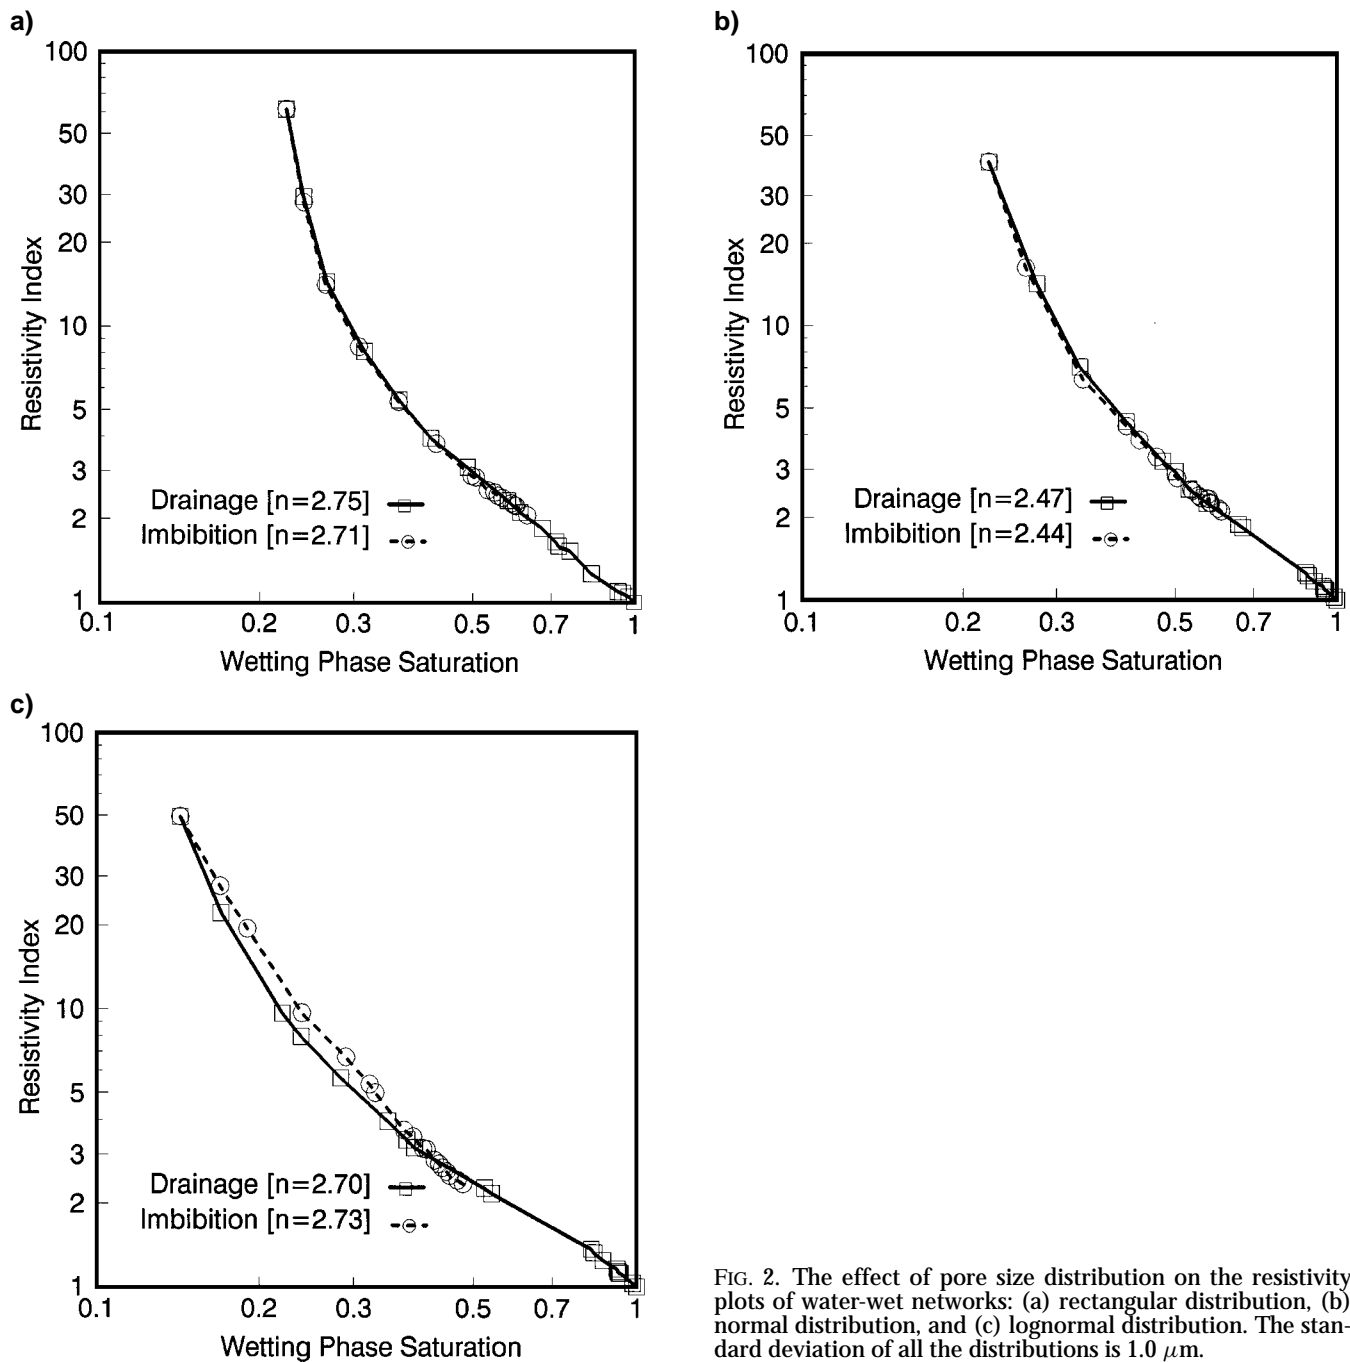 a)
100
50
30
20
10
5
3
2
1
Resistivity Index
Drainage [n=2.75]
Imbibition [n=2.71]
0.1 0.2 0.3 0.5 0.7 1
Wetting Phase Saturation
b)
100
50
30
20
10
5
3
2
1
Resistivity Index
Drainage [n=2.47]
Imbibition [n=2.44]
0.1 0.2 0.3 0.5 0.7 1
Wetting Phase Saturation
c)
100
50
30
20
10
5
3
2
1
Resistivity Index
Drainage [n=2.70]
Imbibition [n=2.73]
0.1 0.2 0.3 0.5 0.7 1
Wetting Phase Saturation
FIG. 2. The effect of pore size distribution on the resistivity
plots of water-wet networks: (a) rectangular distribution, (b)
normal distribution, and (c) lognormal distribution. The stan-
dard deviation of all the distributions is 1.0 μm.